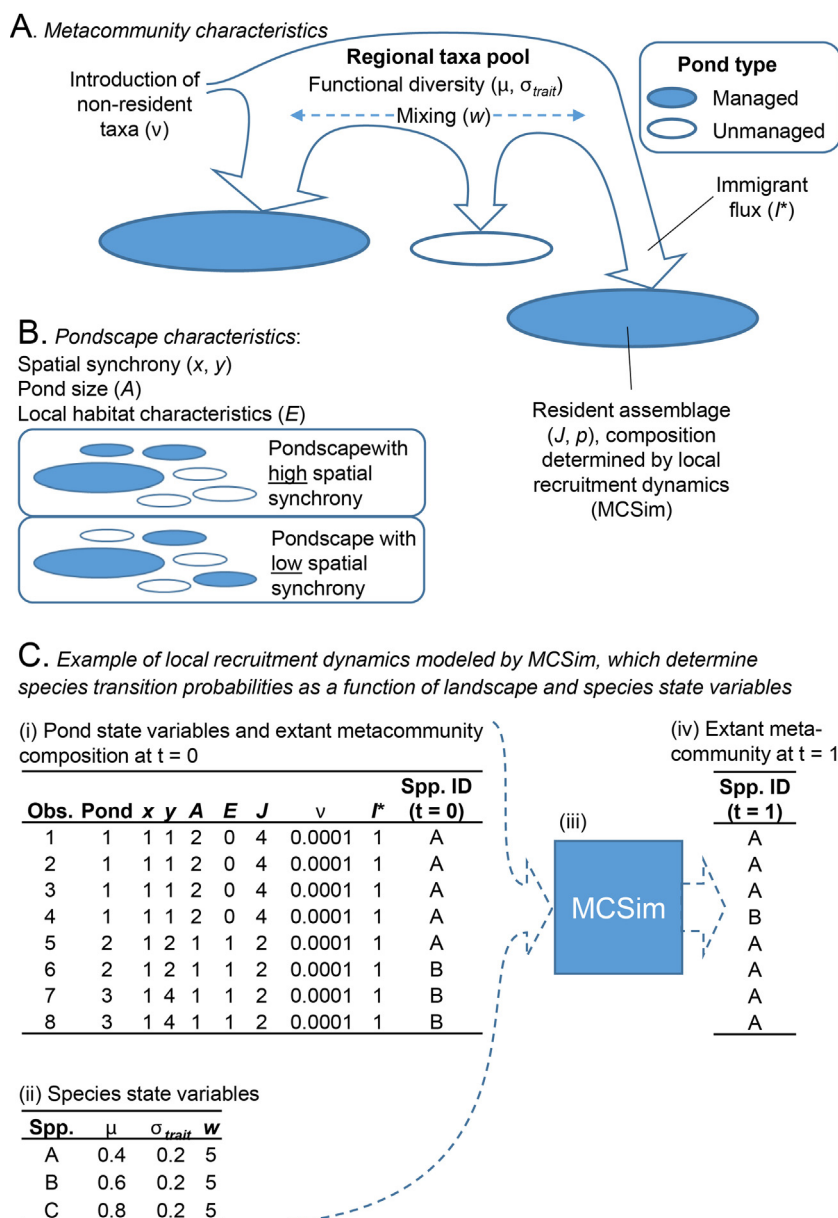 A. Metacommunity characteristics
Introduction of
non-resident
taxa (ν)
Regional taxa pool
Functional diversity (μ, σtrait)
Mixing (w)
Pond type
Managed
Unmanaged
Immigrant
flux (I*)
B. Pondscape characteristics:
Spatial synchrony (x, y)
Pond size (A)
Local habitat characteristics (E)
Pondscapewith
high spatial
synchrony
Pondscape with
low spatial
synchrony
Resident assemblage
(J, p), composition
determined by local
recruitment dynamics
(MCSim)
C. Example of local recruitment dynamics modeled by MCSim, which determine
species transition probabilities as a function of landscape and species state variables
(i) Pond state variables and extant metacommunity
composition at t = 0
Spp. ID
Obs. Pond x y A E J ν I* (t = 0)
1 1 1 1 2 0 4 0.0001 1 A
2 1 1 1 2 0 4 0.0001 1 A
3 1 1 1 2 0 4 0.0001 1 A
4 1 1 1 2 0 4 0.0001 1 A
5 2 1 2 1 1 2 0.0001 1 A
6 2 1 2 1 1 2 0.0001 1 B
7 3 1 4 1 1 2 0.0001 1 B
8 3 1 4 1 1 2 0.0001 1 B
(iii)
MCSim
(iv) Extant meta-
community at t = 1
Spp. ID
(t = 1)
A
A
A
B
A
A
A
A
(ii) Species state variables
Spp. μ σtrait w
A 0.4 0.2 5
B 0.6 0.2 5
C 0.8 0.2 5